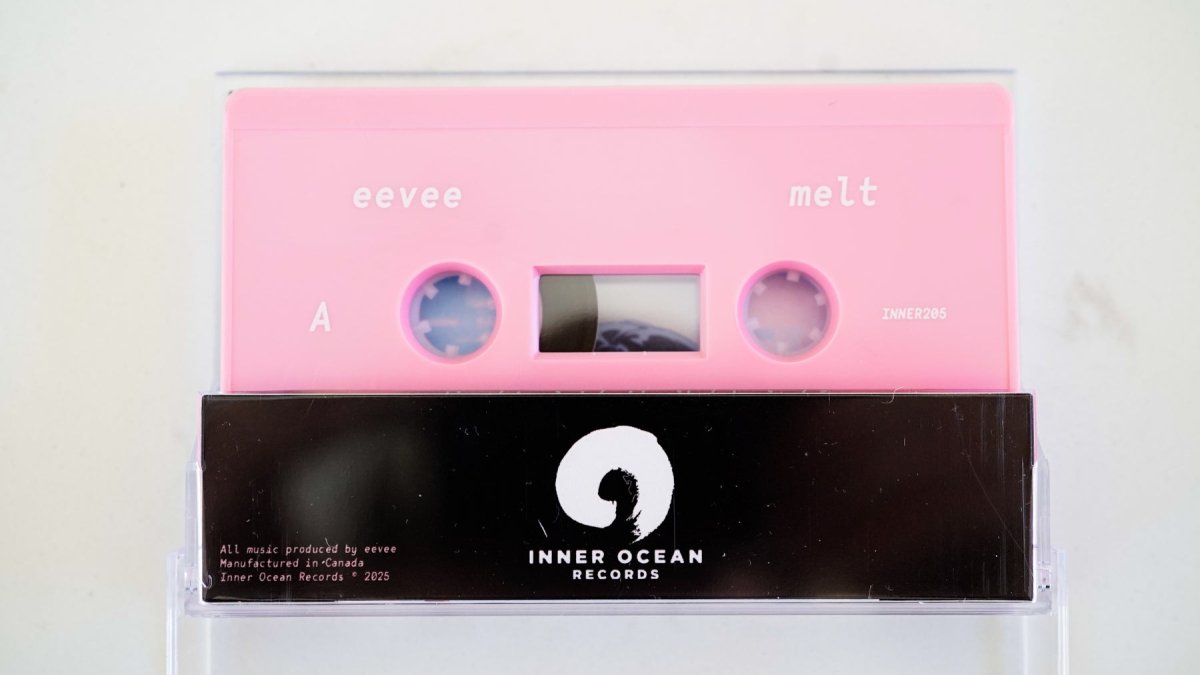 eevee
melt
A
INNER205
INNER OCEAN
RECORDS
All music produced by eevee
Manufactured in Canada
Inner Ocean Records © 2025